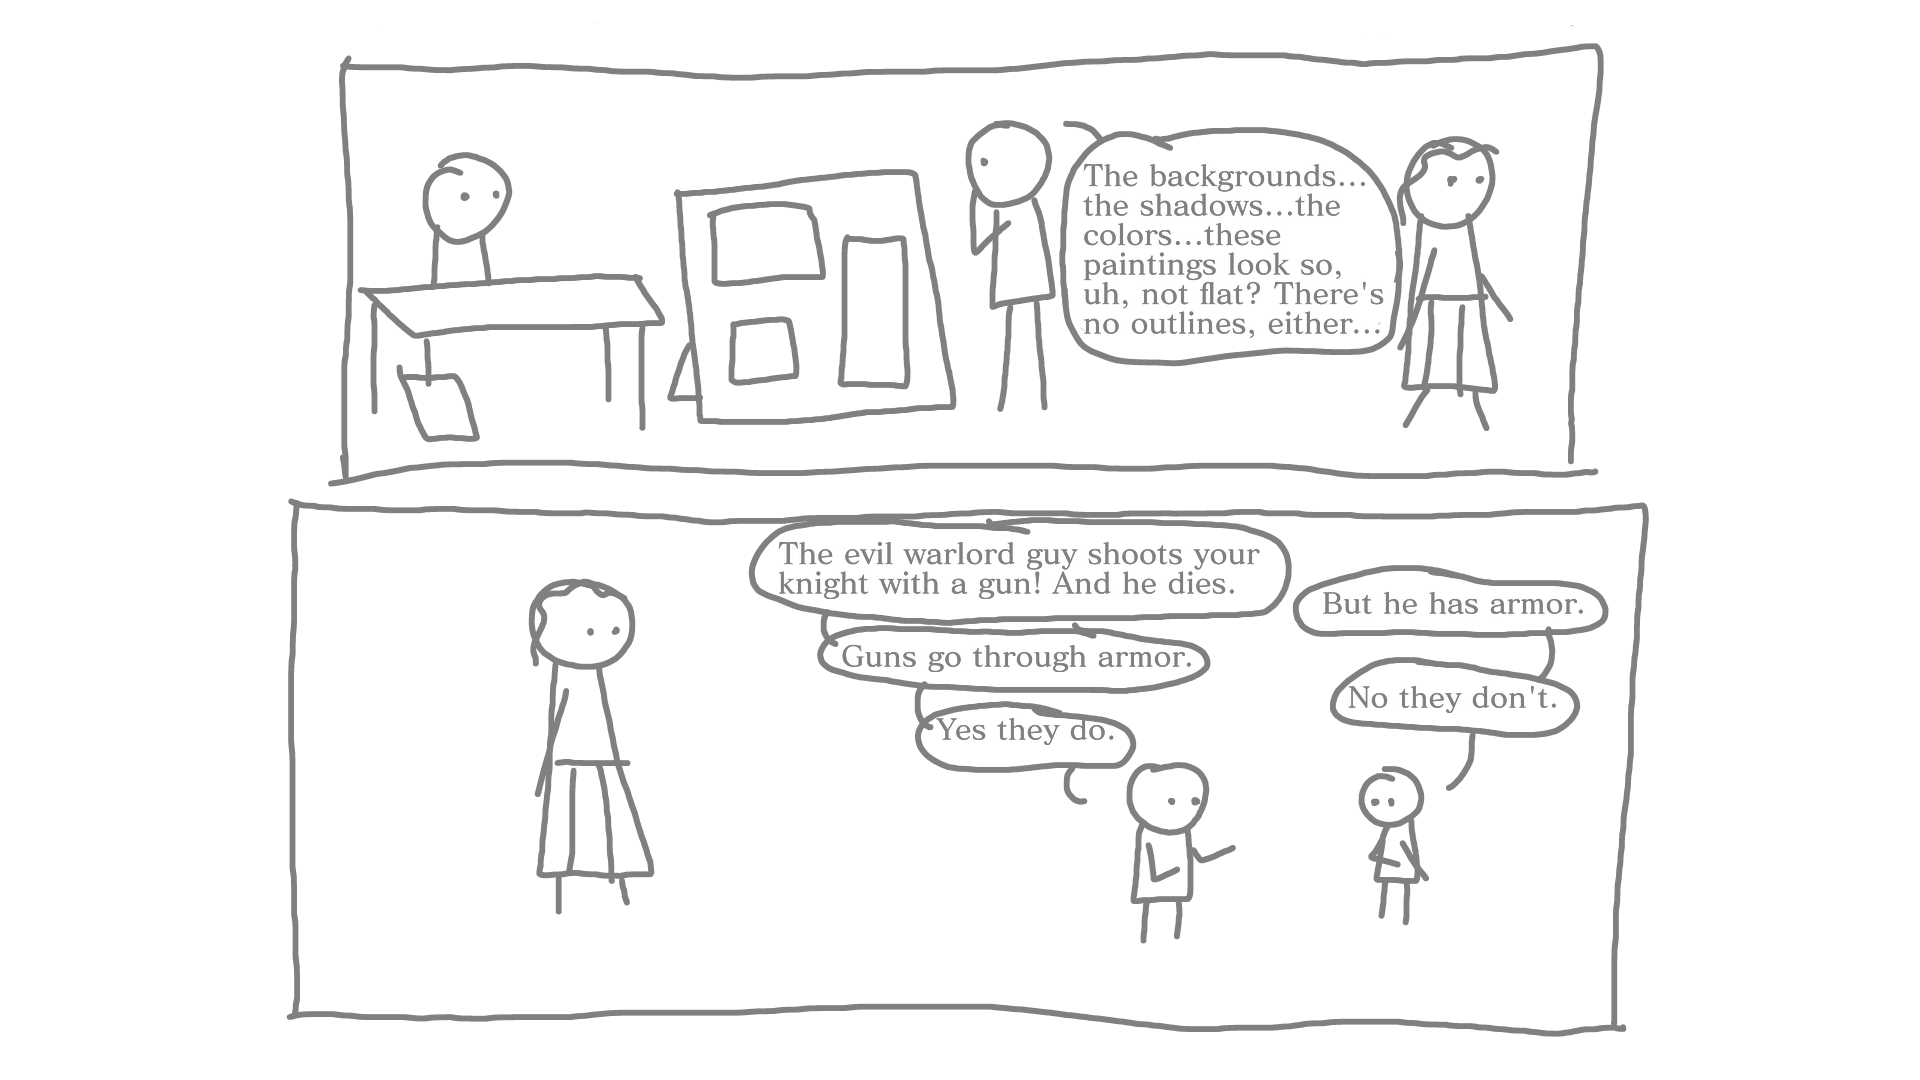 The backgrounds...
the shadows...the
colors...these
paintings look so,
uh, not flat? There's
no outlines, either...
The evil warlord guy shoots your
knight with a gun! And he dies.
But he has armor.
Guns go through armor.
No they don't.
Yes they do.